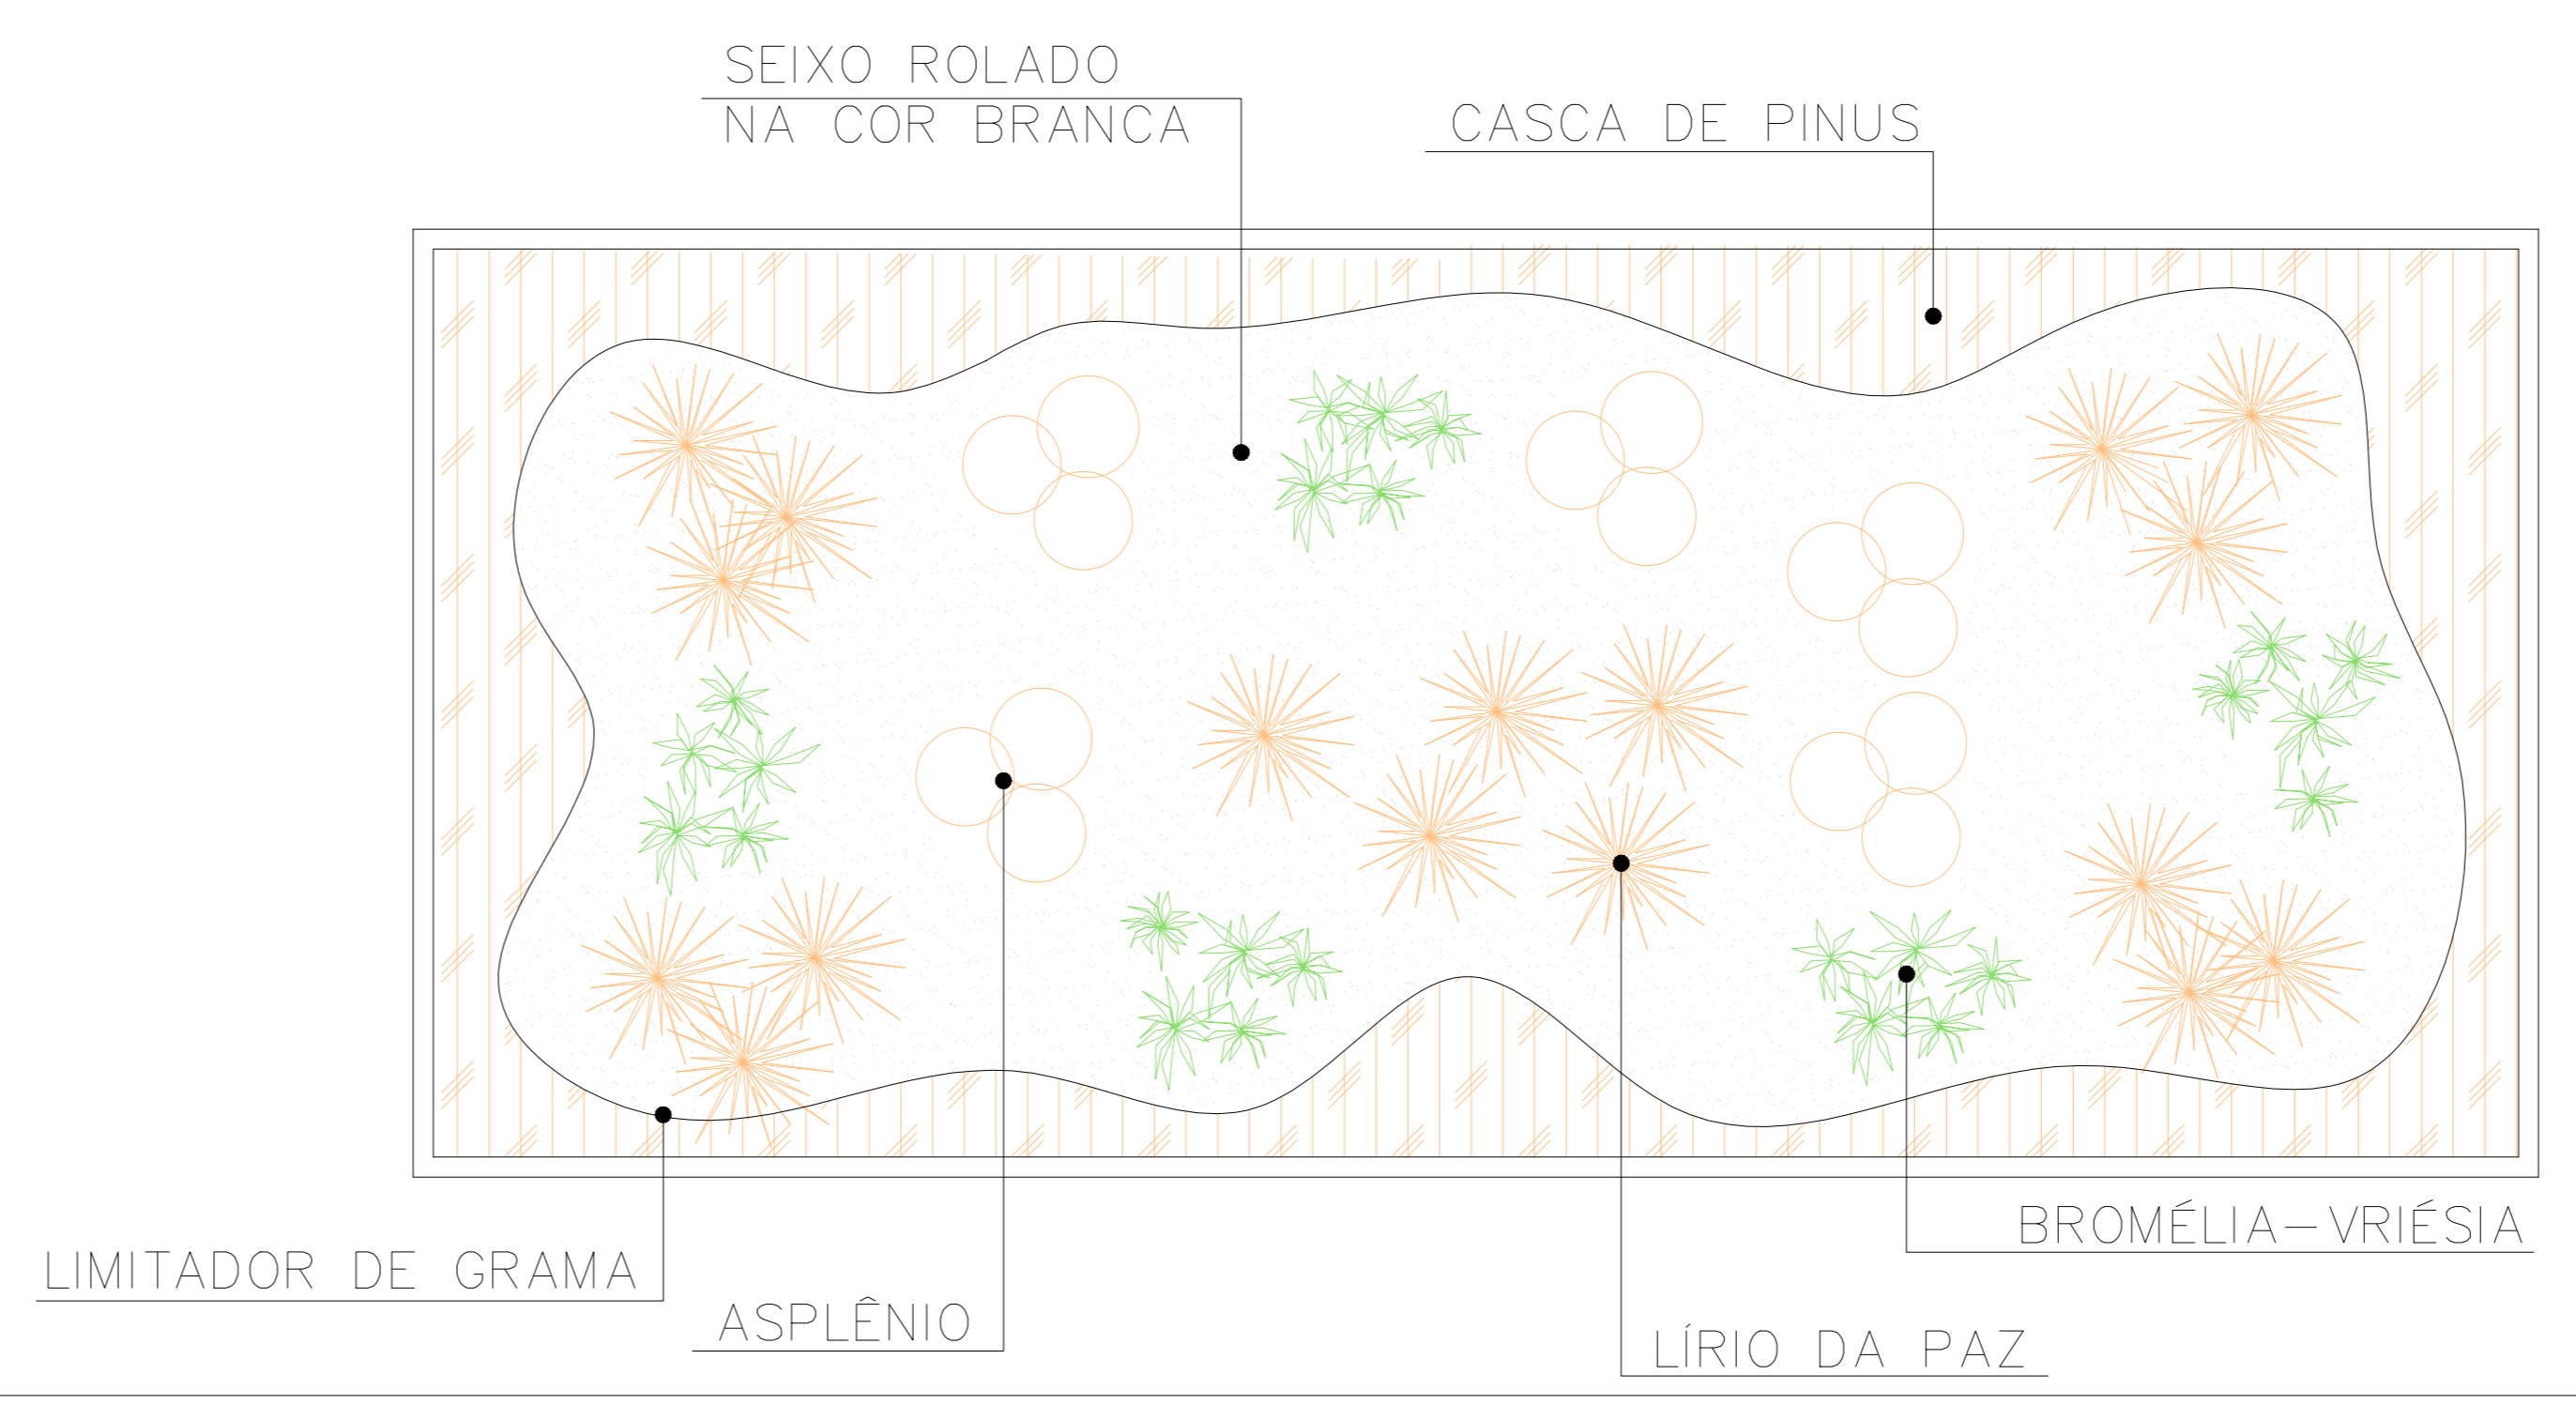 SEIXO ROLADO
NA COR BRANCA
CASCA DE PINUS
BROMÉLIA-VRIÉSIA
LIMITADOR DE GRAMA
ASPLÊNIO
LÍRIO DA PAZ